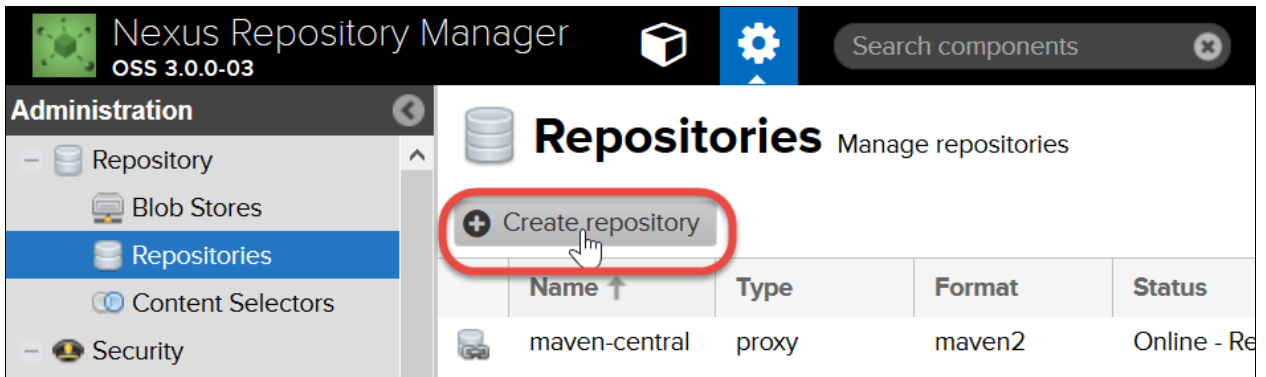 Nexus Repository Manager
OSS 3.0.0-03
Search components
Administration
Repository
Blob Stores
Repositories
Content Selectors
Security
Repositories Manage repositories
Create repository
Name Type Format Status
maven-central proxy maven2 Online - Re